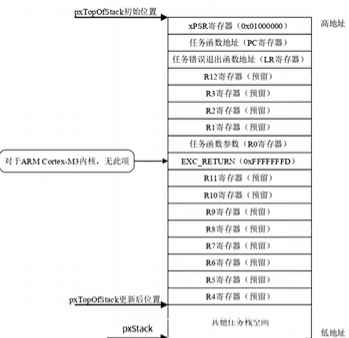 pxTopOfStack初始位置
高地址
xPSR寄存器（0x01000000）
任务函数地址（PC寄存器）
任务错误退出函数地址（LR寄存器）
R12寄存器（预留）
R3寄存器（预留）
R2寄存器（预留）
R1寄存器（预留）
任务函数参数（R0寄存器）
对于ARM Cortex-M3内核，无此项
EXC_RETURN（0xFFFFFFFD）
R11寄存器（预留）
R10寄存器（预留）
R9寄存器（预留）
R8寄存器（预留）
R7寄存器（预留）
R6寄存器（预留）
R5寄存器（预留）
pxTopOfStack更新后位置
R4寄存器（预留）
其他任务栈空间
pxStack
低地址